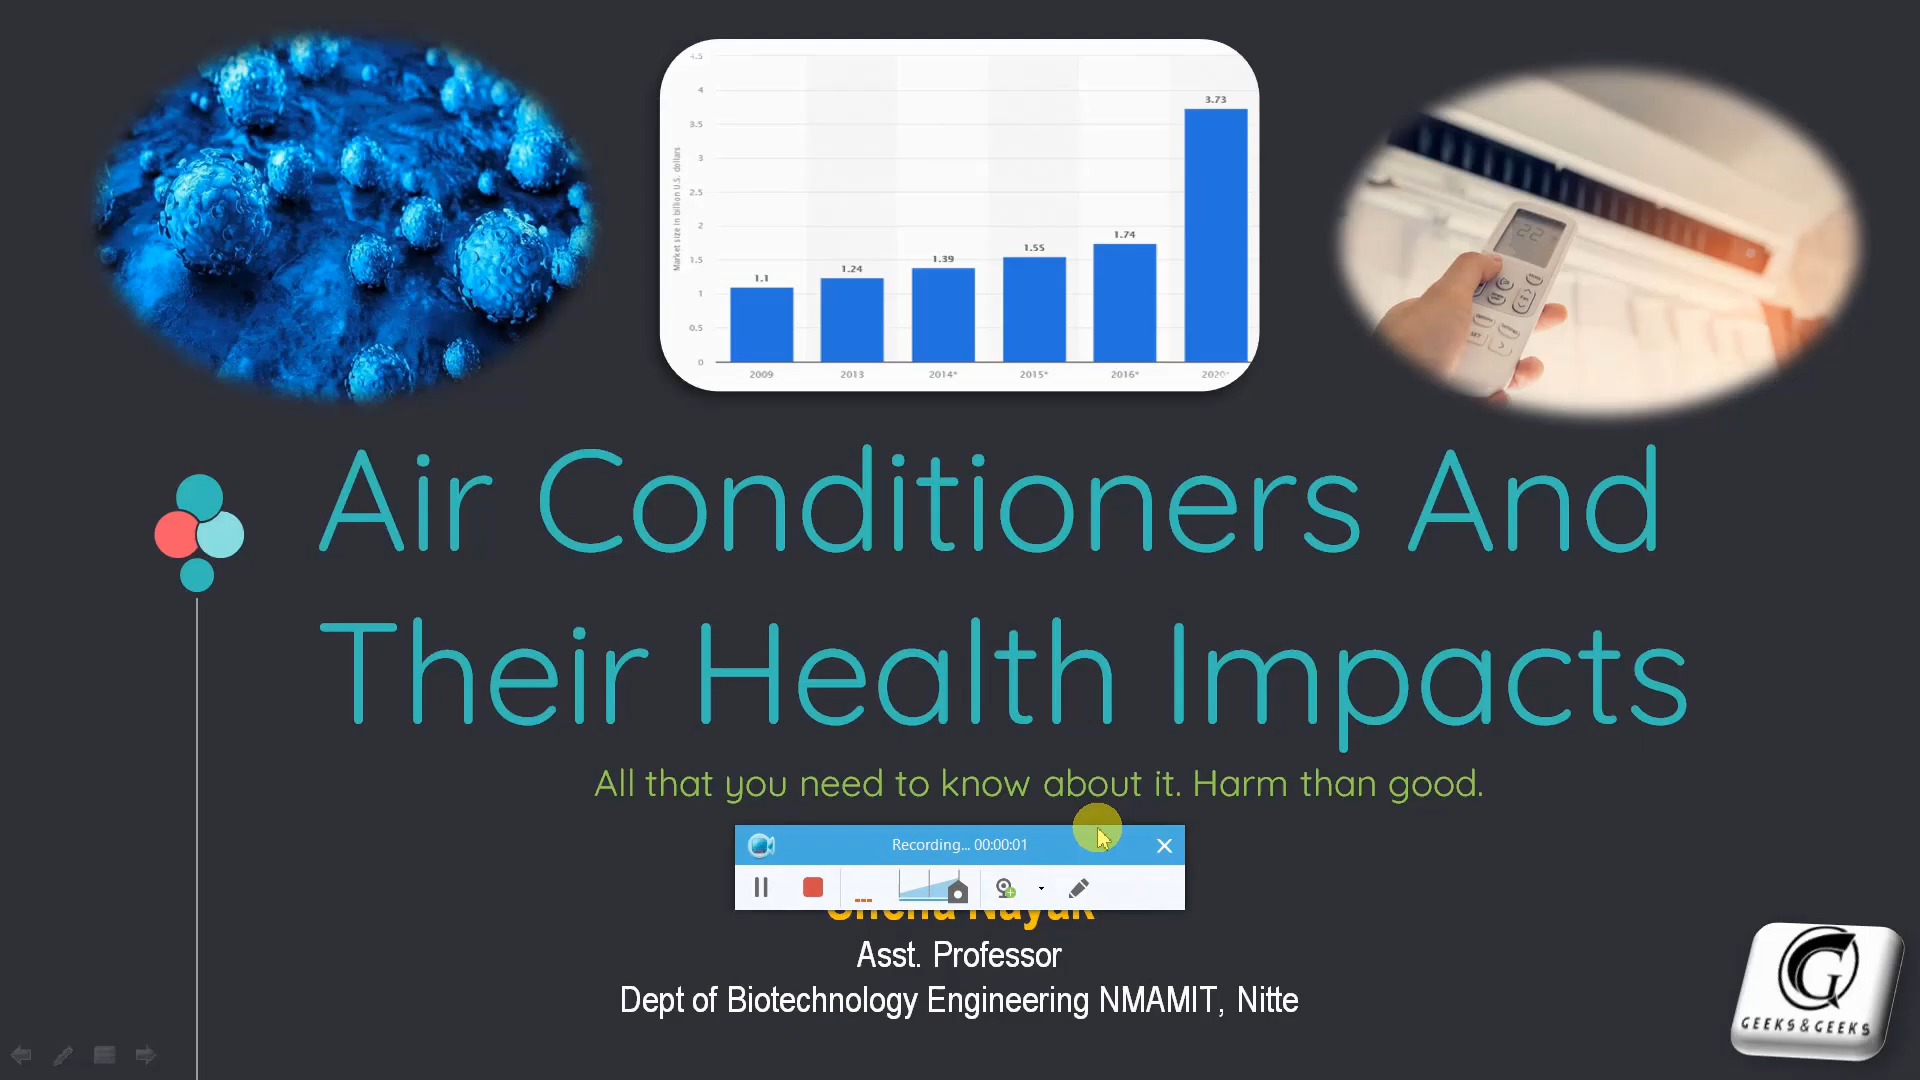 4.5
4
3.5
3
2.5
2
1.5
1
0.5
0
Market size in billion U.S. dollars
1.1
1.24
1.39
1.55
1.74
3.73
2009
2013
2014*
2015*
2016*
2020*
22
SET
Air Conditioners And
Their Health Impacts
All that you need to know about it. Harm than good.
Recording... 00:00:01
Nayak
Asst. Professor
Dept of Biotechnology Engineering NMAMIT, Nitte
G
GEEKS&GEEKS